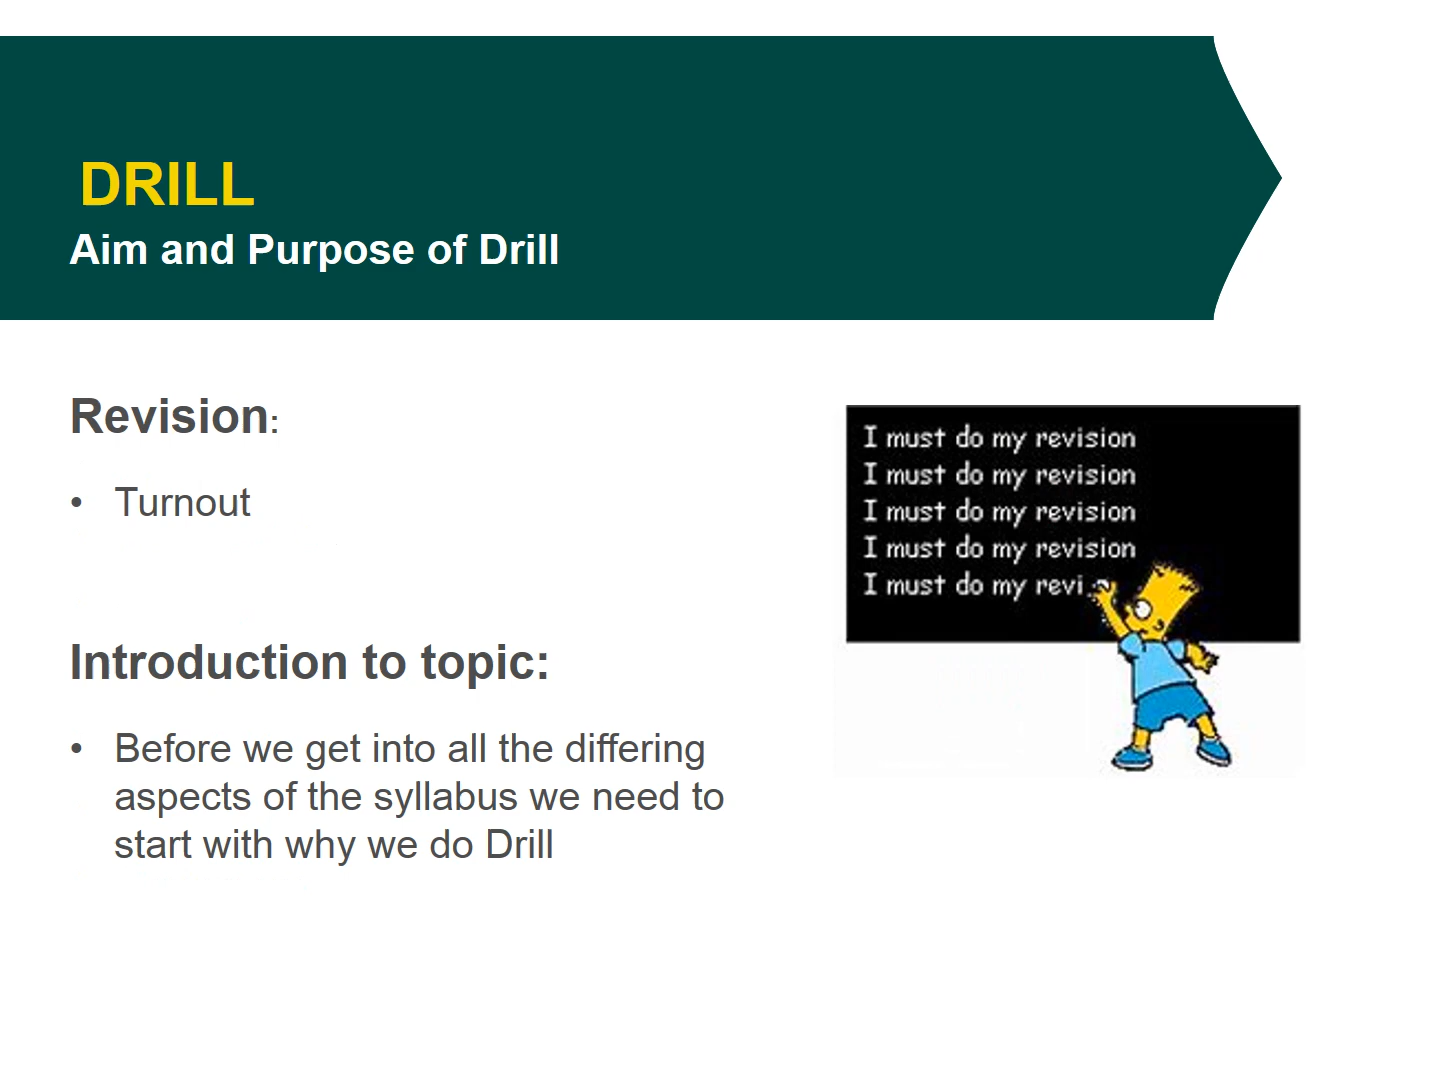 DRILL
Aim and Purpose of Drill
Revision:
• Turnout
Introduction to topic:
• Before we get into all the differing
aspects of the syllabus we need to
start with why we do Drill
I must do my revision
I must do my revision
I must do my revision
I must do my revision
I must do my revi